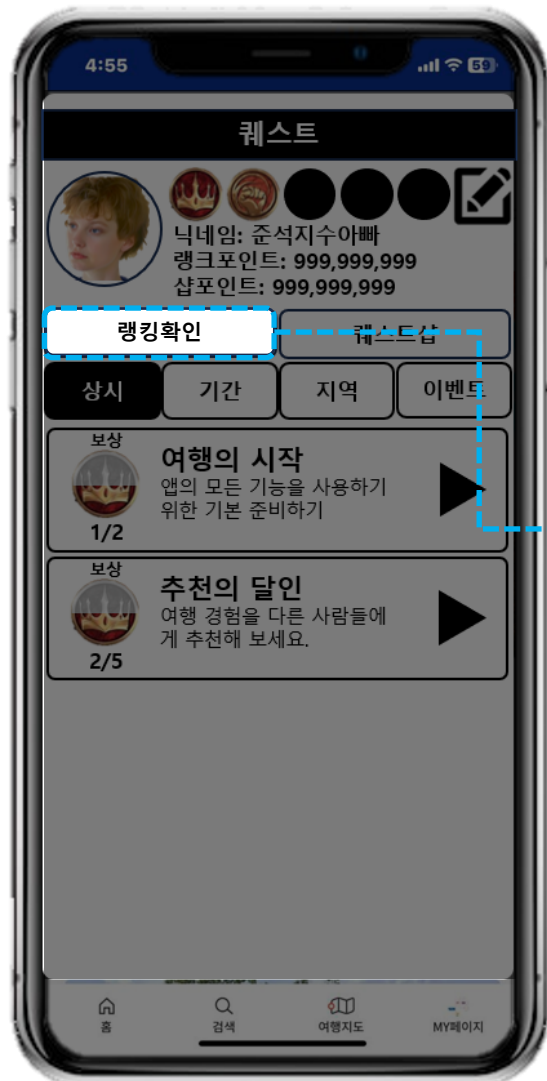 4:55
59
퀘스트
닉네임: 준석지수아빠
랭크포인트: 999,999,999
샵포인트: 999,999,999
랭킹확인
퀘스트샵
상시
기간
지역
이벤트
보상
여행의 시작
앱의 모든 기능을 사용하기
위한 기본 준비하기
1/2
보상
추천의 달인
여행 경험을 다른 사람들에
게 추천해 보세요.
2/5
홈
검색
여행지도
MY페이지